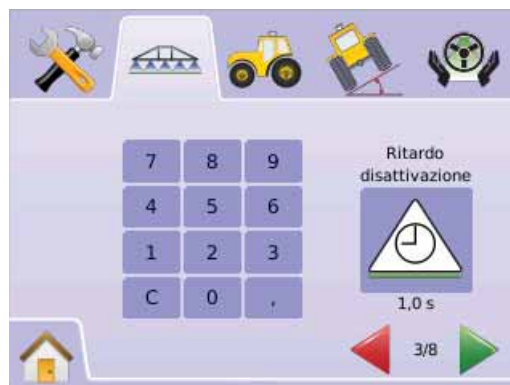 7 8 9
4 5 6
1 2 3
C 0 ,
Ritardo
disattivazione
1,0 s
3/8